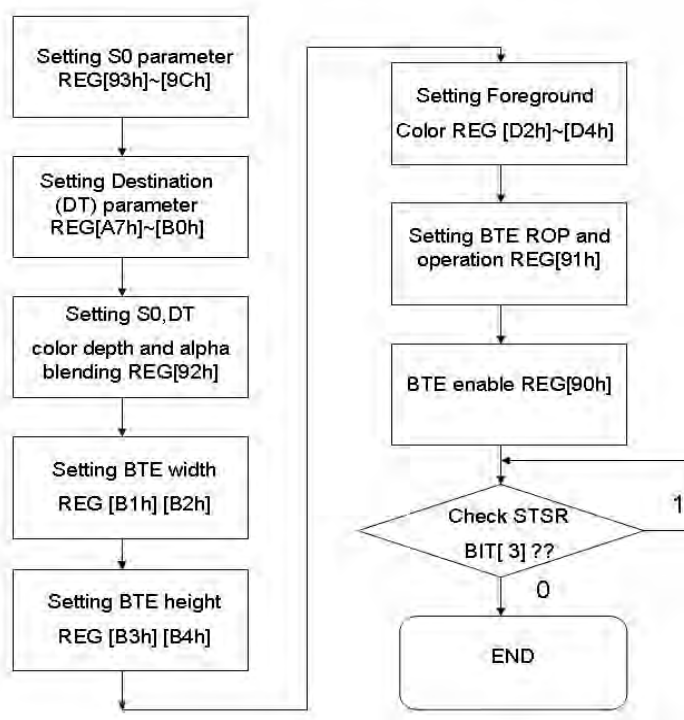 Setting S0 parameter
REG[93h]~[9Ch]
Setting Destination
(DT) parameter
REG[A7h]~[B0h]
Setting S0,DT
color depth and alpha
blending REG[92h]
Setting BTE width
REG [B1h] [B2h]
Setting BTE height
REG [B3h] [B4h]
Setting Foreground
Color REG [D2h]~[D4h]
Setting BTE ROP and
operation REG[91h]
BTE enable REG[90h]
Check STSR
BIT[ 3] ??
1
0
END